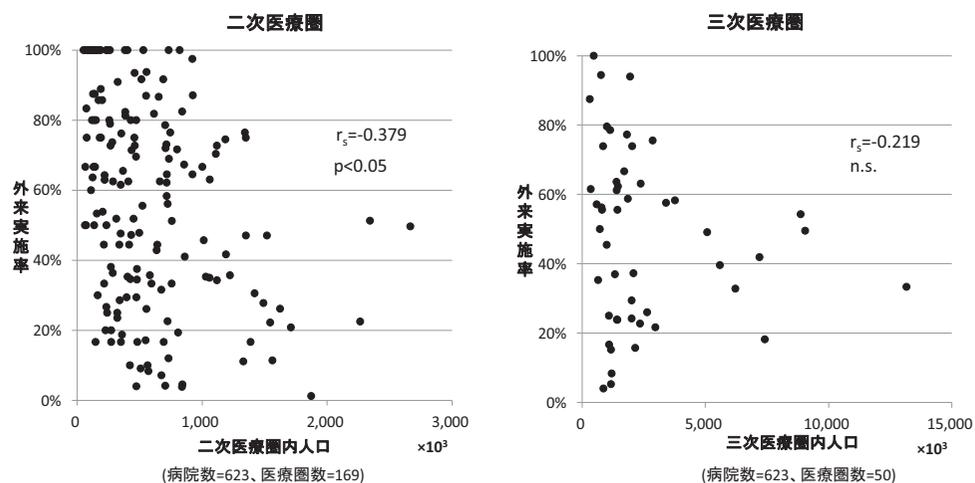 二次医療圏
100%
80%
60%
40%
20%
0%
外来実施率
rs=-0.379
p<0.05
0
1,000
2,000
3,000
二次医療圏内人口
×10³
(病院数=623、医療圏数=169)
三次医療圏
100%
80%
60%
40%
20%
0%
外来実施率
rs=-0.219
n.s.
0
5,000
10,000
15,000
三次医療圏内人口
×10³
(病院数=623、医療圏数=50)